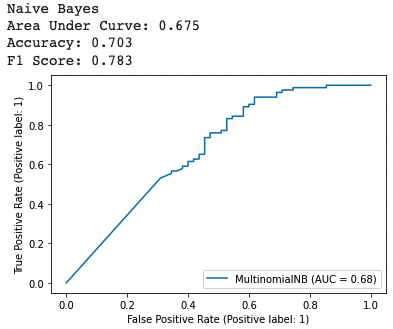 Naive Bayes
Area Under Curve: 0.675
Accuracy: 0.703
F1 Score: 0.783
1.0
0.8
0.6
0.4
0.2
0.0
True Positive Rate (Positive label: 1)
MultinomialNB (AUC = 0.68)
0.0 0.2 0.4 0.6 0.8 1.0
False Positive Rate (Positive label: 1)